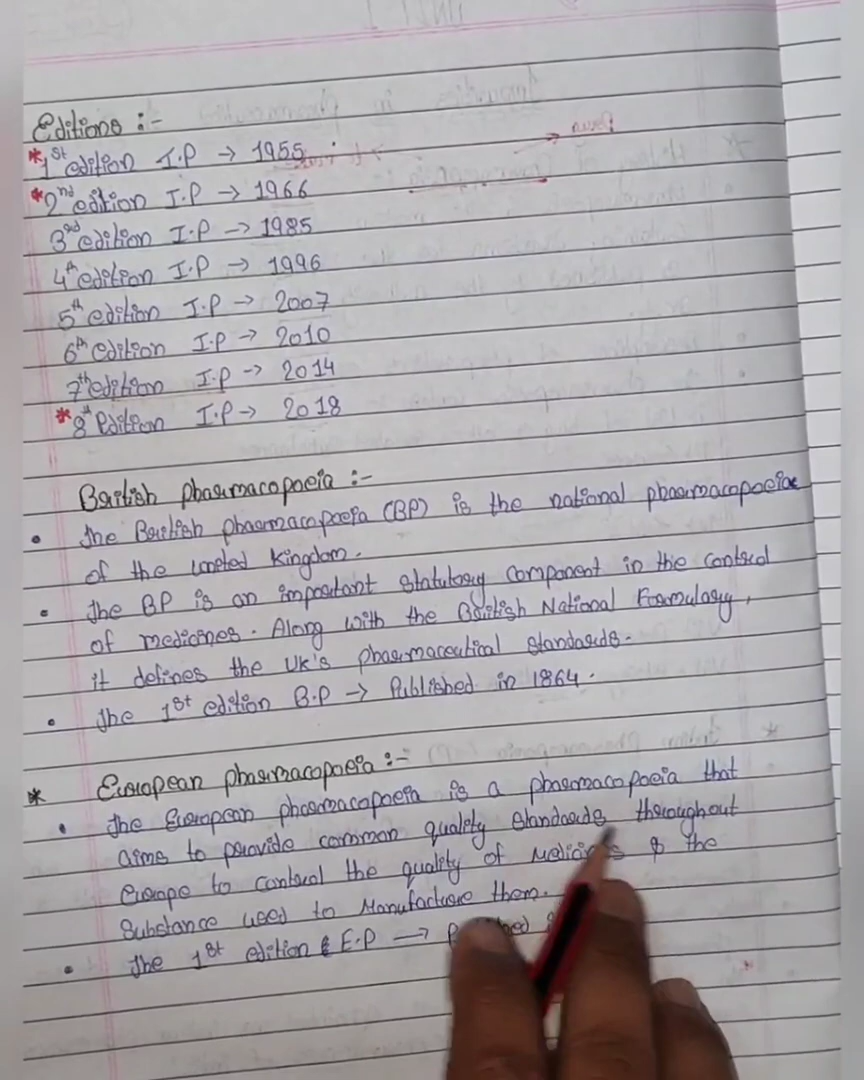 Editions :-
*1st edition I.P → 1955
*2nd edition I.P → 1966
3rd edition I.P → 1985
4th edition I.P → 1996
5th edition I.P → 2007
6th edition I.P → 2010
7th edition I.P → 2014
*8th Edition I.P → 2018
British pharmacopoeia :-
• The British pharmacopoeia (BP) is the national pharmacopoeia
of the United Kingdom.
• The BP is an important statutory component in the control
of medicines. Along with the British National Formulary,
it defines the UK's pharmaceutical standards.
• The 1st edition B.P → Published in 1864.
* European pharmacopoeia :-
• The European pharmacopoeia is a pharmacopoeia that
aims to provide common quality standards throughout
Europe to control the quality of Medicines & the
Substance used to Manufacture them.
• The 1st edition E.P →